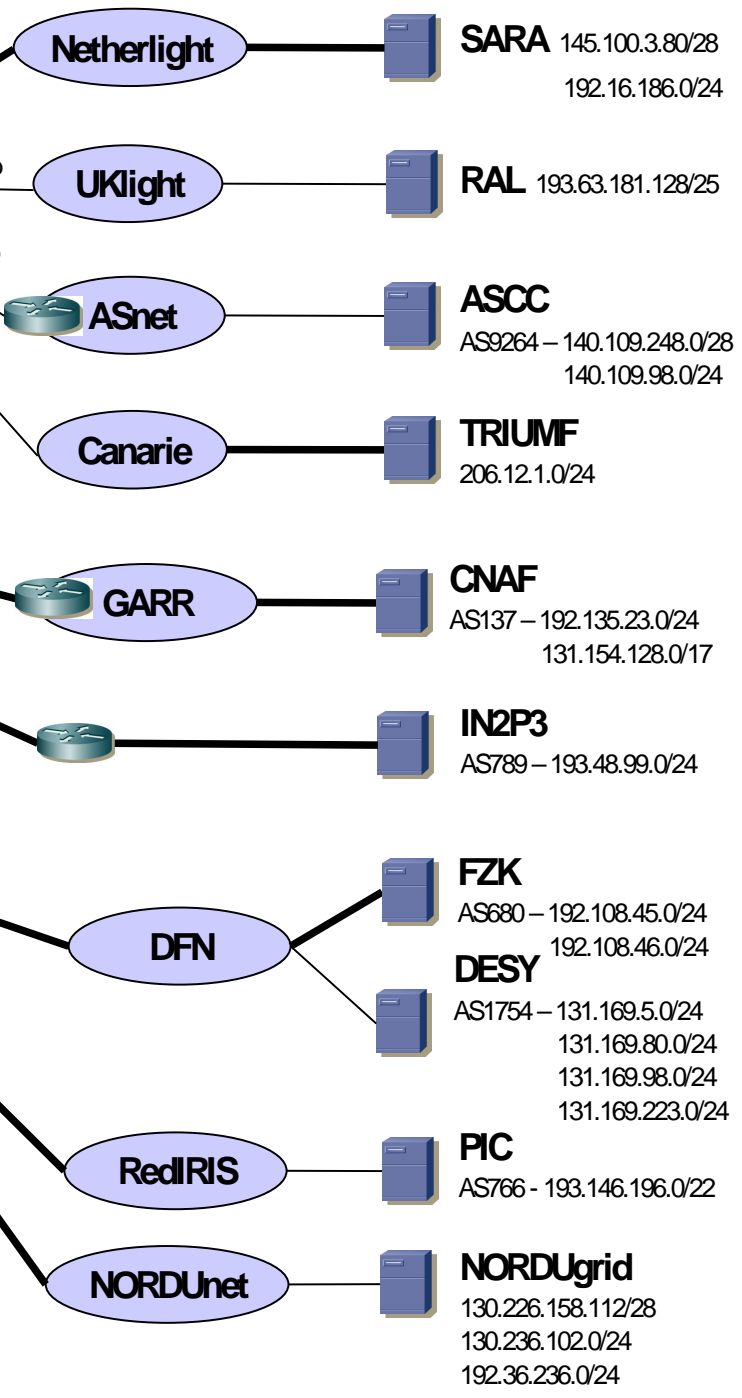 Netherlight
SARA 145.100.3.80/28
192.16.186.0/24
UKlight
RAL 193.63.181.128/25
ASnet
ASCC
AS9264 – 140.109.248.0/28
140.109.98.0/24
Canarie
TRIUMF
206.12.1.0/24
GARR
CNAF
AS137 – 192.135.23.0/24
131.154.128.0/17
IN2P3
AS789 – 193.48.99.0/24
DFN
FZK
AS680 – 192.108.45.0/24
192.108.46.0/24
DESY
AS1754 – 131.169.5.0/24
131.169.80.0/24
131.169.98.0/24
131.169.223.0/24
RedIRIS
PIC
AS766 - 193.146.196.0/22
NORDUnet
NORDUgrid
130.226.158.112/28
130.236.102.0/24
192.36.236.0/24